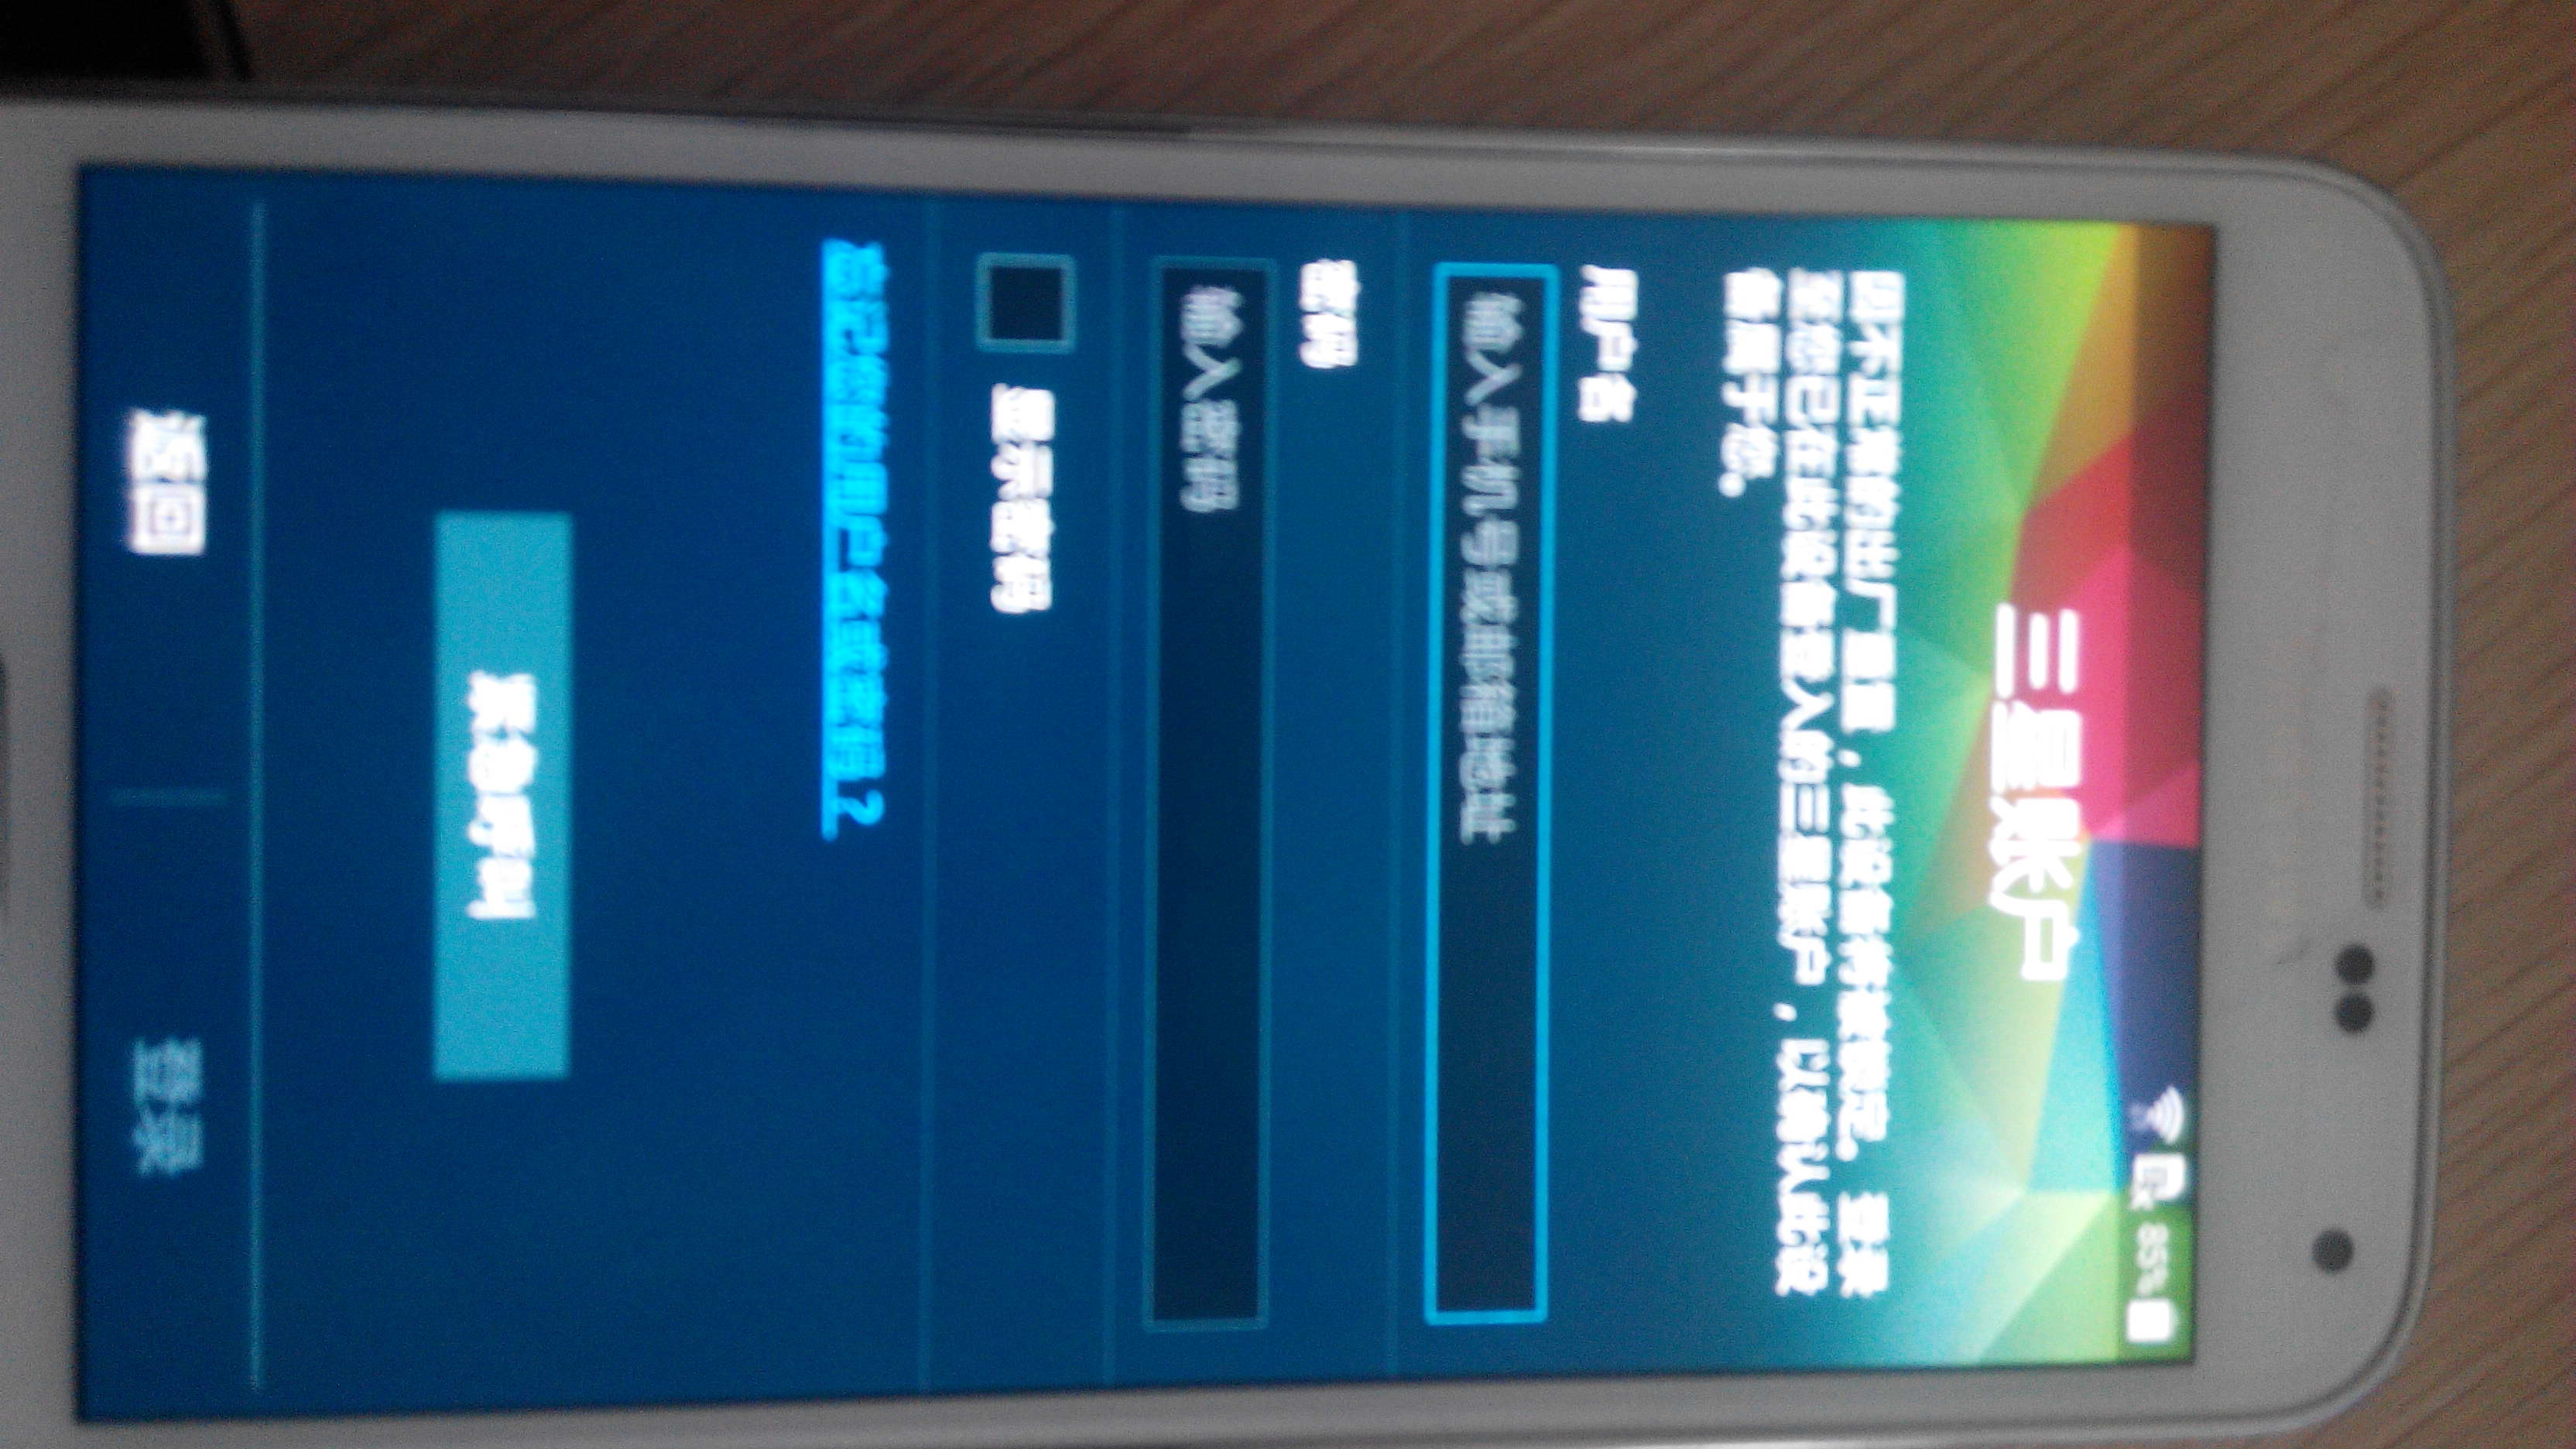 85%
三星账户
因不正常的出厂重置，此设备将被锁定。登录
至您已在此设备登入的三星账户，以确认此设
备属于您。
用户名
输入手机号或邮箱地址
密码
输入密码
显示密码
忘记您的用户名或密码？
紧急呼叫
返回
登录